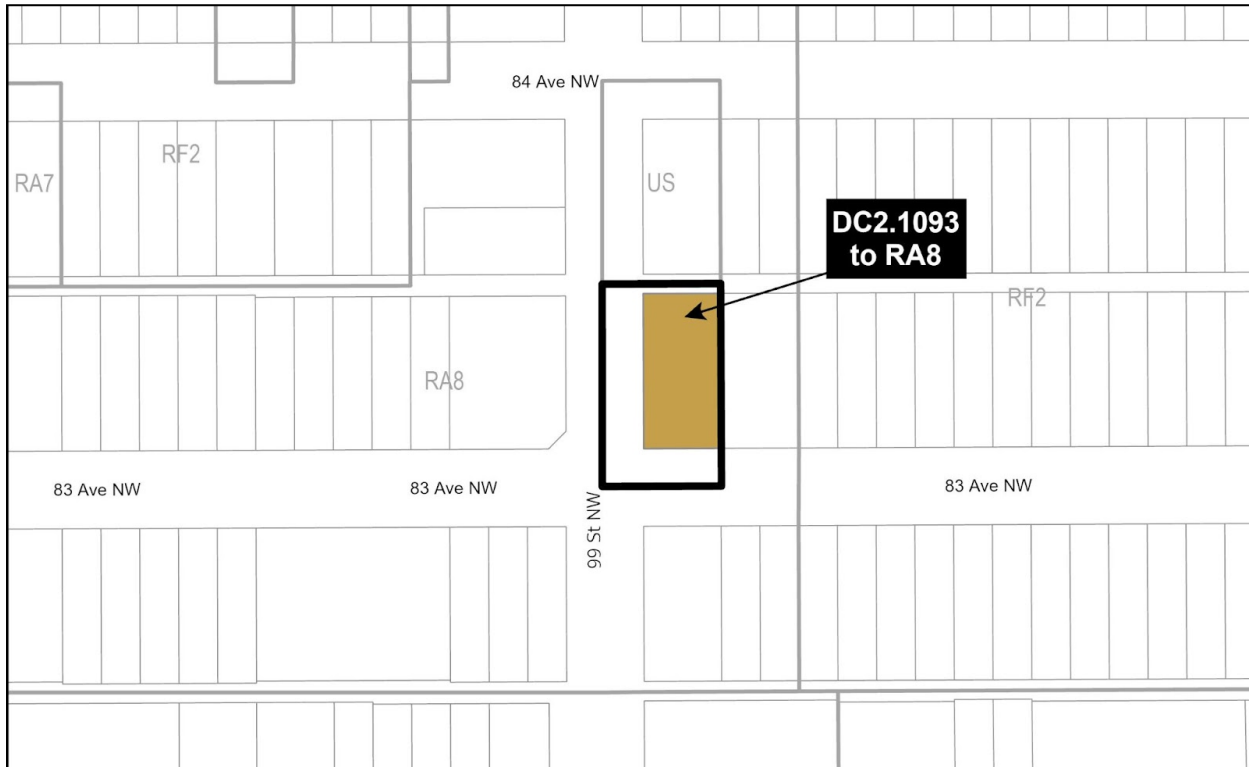 84 Ave NW
RF2
RA7
US
DC2.1093
to RA8
RF2
RA8
83 Ave NW
83 Ave NW
83 Ave NW
99 St NW